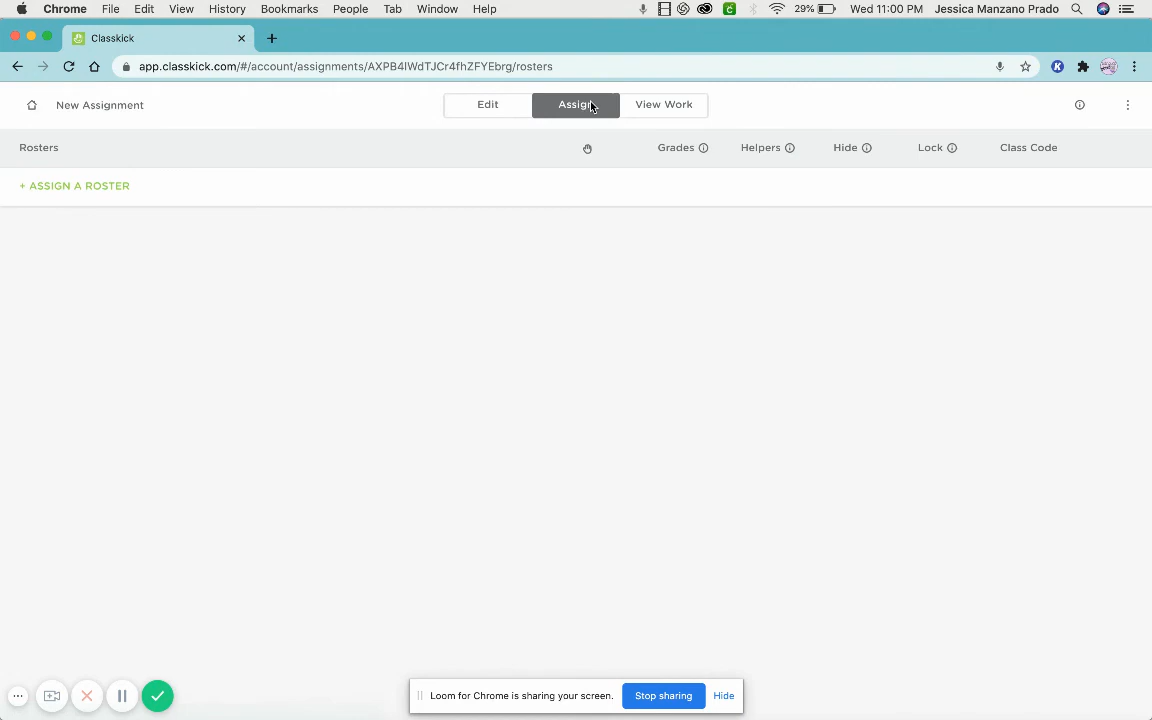 Chrome File Edit View History Bookmarks People Tab Window Help 29% Wed 11:00 PM Jessica Manzano Prado
Classkick
app.classkick.com/#/account/assignments/AXPB4lWdTJCr4fhZFYEbrg/rosters
New Assignment Edit Assign View Work
Rosters Grades Helpers Hide Lock Class Code
+ ASSIGN A ROSTER
Loom for Chrome is sharing your screen. Stop sharing Hide